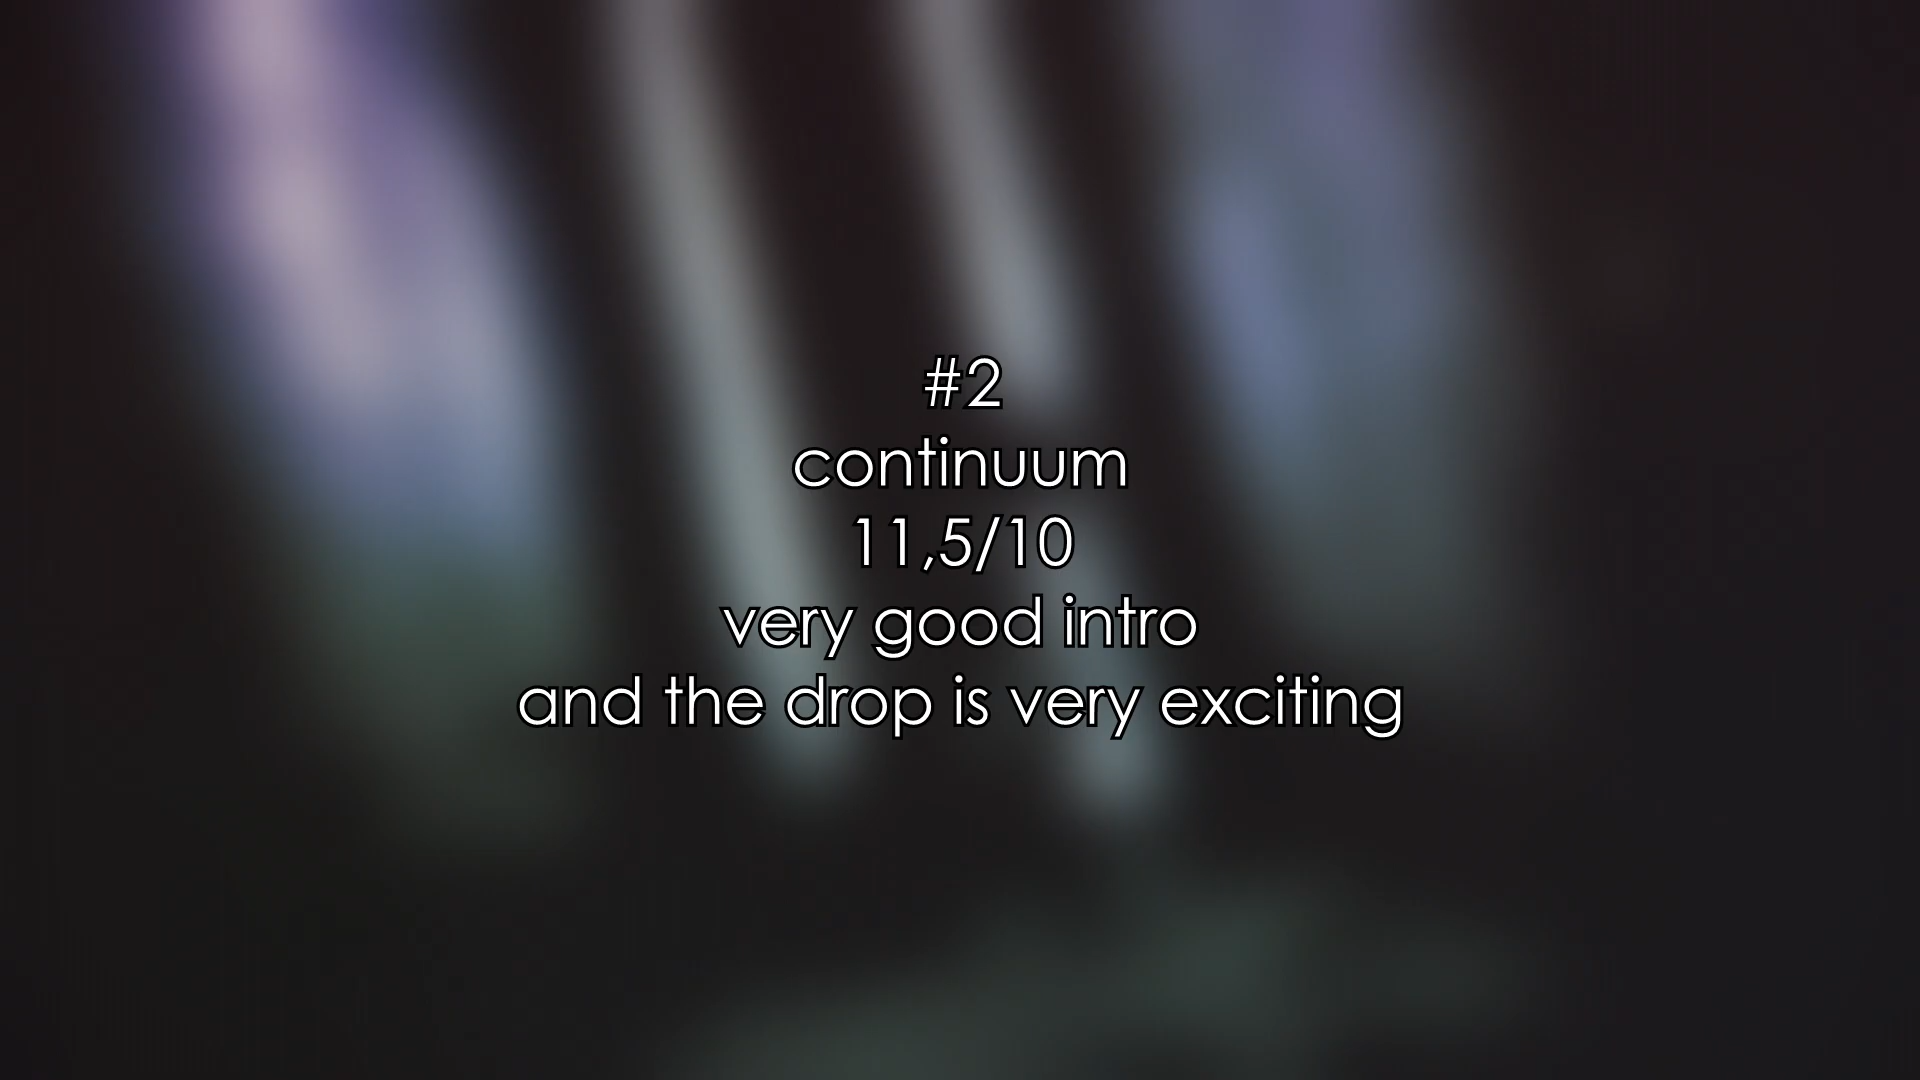 #2
continuum
11,5/10
very good intro
and the drop is very exciting